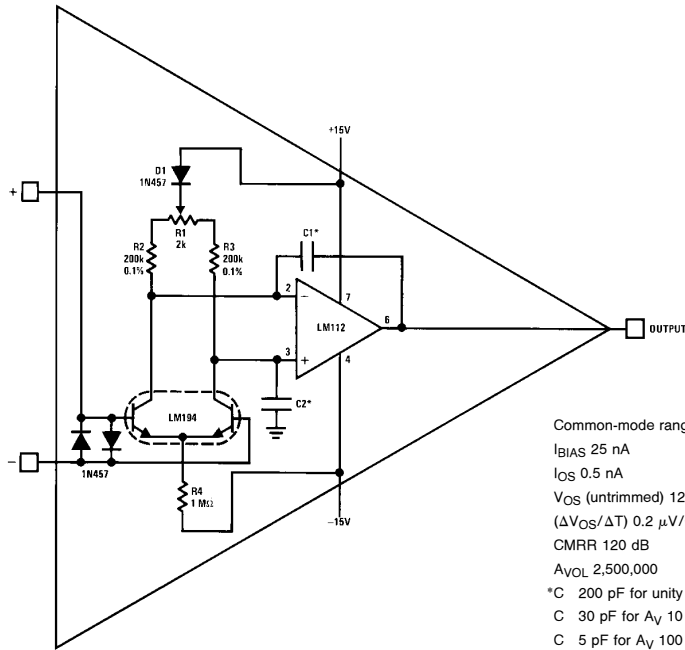 +15V
D1
1N457
+
R1
2k
R2
200k
0.1%
R3
200k
0.1%
C1*
2
−
7
LM112
6
OUTPUT
3
+
4
C2*
LM194
−
1N457
R4
1 MΩ
−15V
Common-mode rang
IBIAS 25 nA
IOS 0.5 nA
VOS (untrimmed) 12
(ΔVOS/ΔT) 0.2 μV/
CMRR 120 dB
AVOL 2,500,000
*C 200 pF for unity
C 30 pF for AV 10
C 5 pF for AV 100